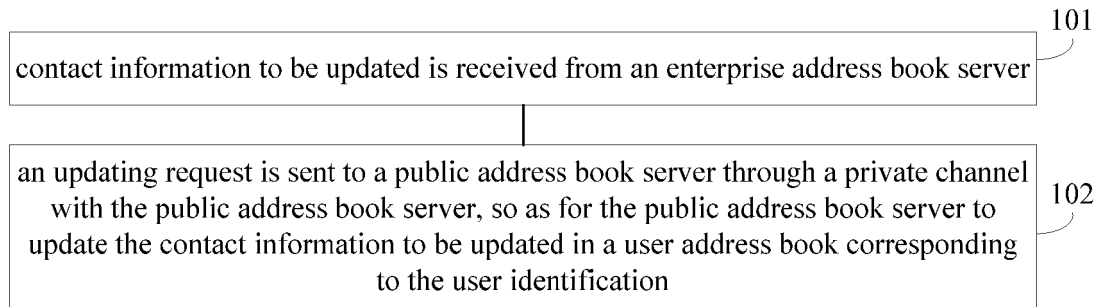 101
contact information to be updated is received from an enterprise address book server
an updating request is sent to a public address book server through a private channel
with the public address book server, so as for the public address book server to
update the contact information to be updated in a user address book corresponding
to the user identification
102